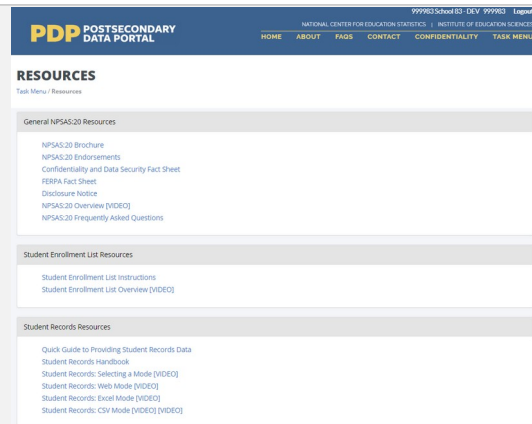 999983 School 83 - DEV 999983 Logout
PDP POSTSECONDARY
DATA PORTAL
NATIONAL CENTER FOR EDUCATION STATISTICS | INSTITUTE OF EDUCATION SCIENCES
HOME ABOUT FAQS CONTACT CONFIDENTIALITY TASK MENU
RESOURCES
Task Menu / Resources
General NPSAS:20 Resources
NPSAS:20 Brochure
NPSAS:20 Endorsements
Confidentiality and Data Security Fact Sheet
FERPA Fact Sheet
Disclosure Notice
NPSAS:20 Overview [VIDEO]
NPSAS:20 Frequently Asked Questions
Student Enrollment List Resources
Student Enrollment List Instructions
Student Enrollment List Overview [VIDEO]
Student Records Resources
Quick Guide to Providing Student Records Data
Student Records Handbook
Student Records: Selecting a Mode [VIDEO]
Student Records: Web Mode [VIDEO]
Student Records: Excel Mode [VIDEO]
Student Records: CSV Mode [VIDEO] [VIDEO]